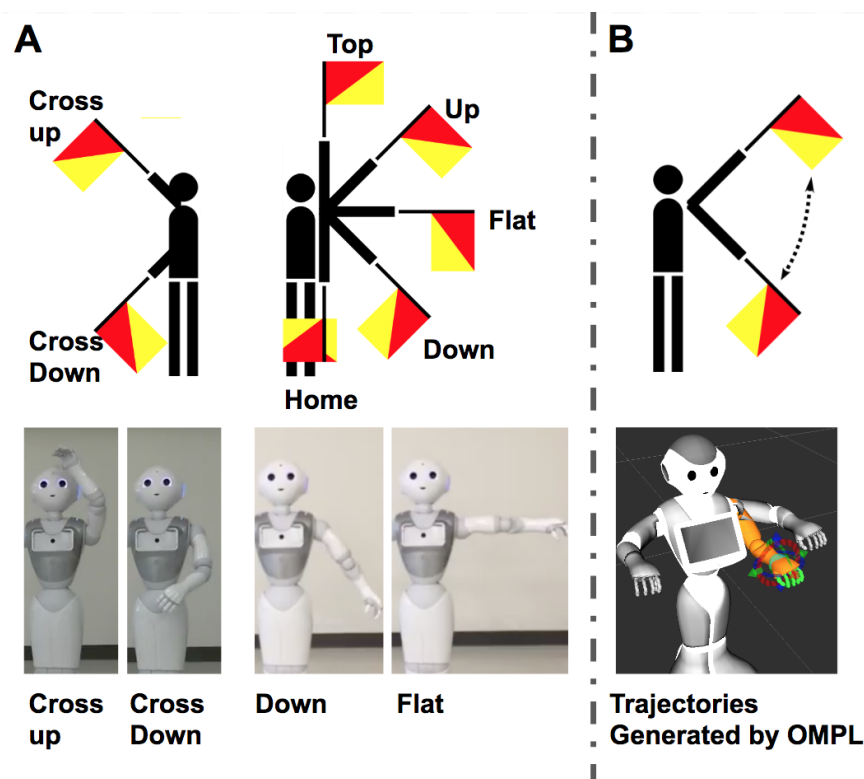 A
Top
Cross
up
Up
Flat
Cross
Down
Down
Home
B
Cross
up
Cross
Down
Down
Flat
Trajectories
Generated by OMPL